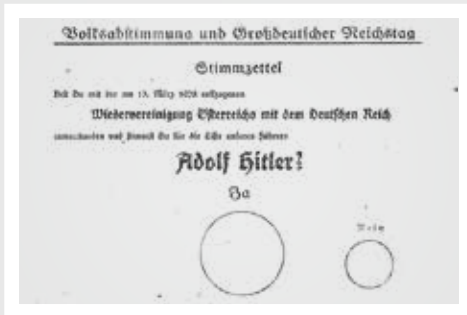 Volksabstimmung und Großdeutscher Reichstag
Stimmzettel
Bist Du mit der am 13. März 1938 vollzogenen
Wiedervereinigung Österreichs mit dem Deutschen Reich
einverstanden und stimmst Du für die Liste unseres Führers
Adolf Hitler?
Ja
Nein